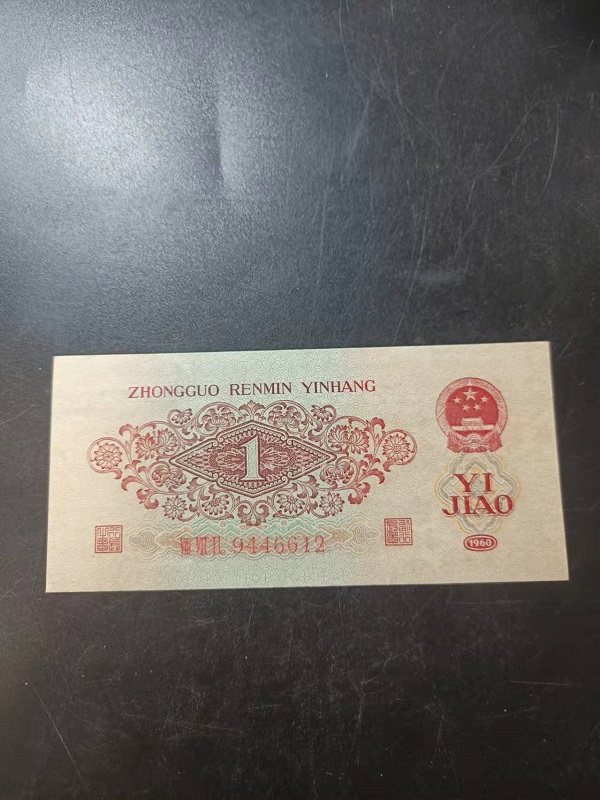 ZHONGGUO RENMIN YINHANG
1
YI
JIAO
9446612
1960